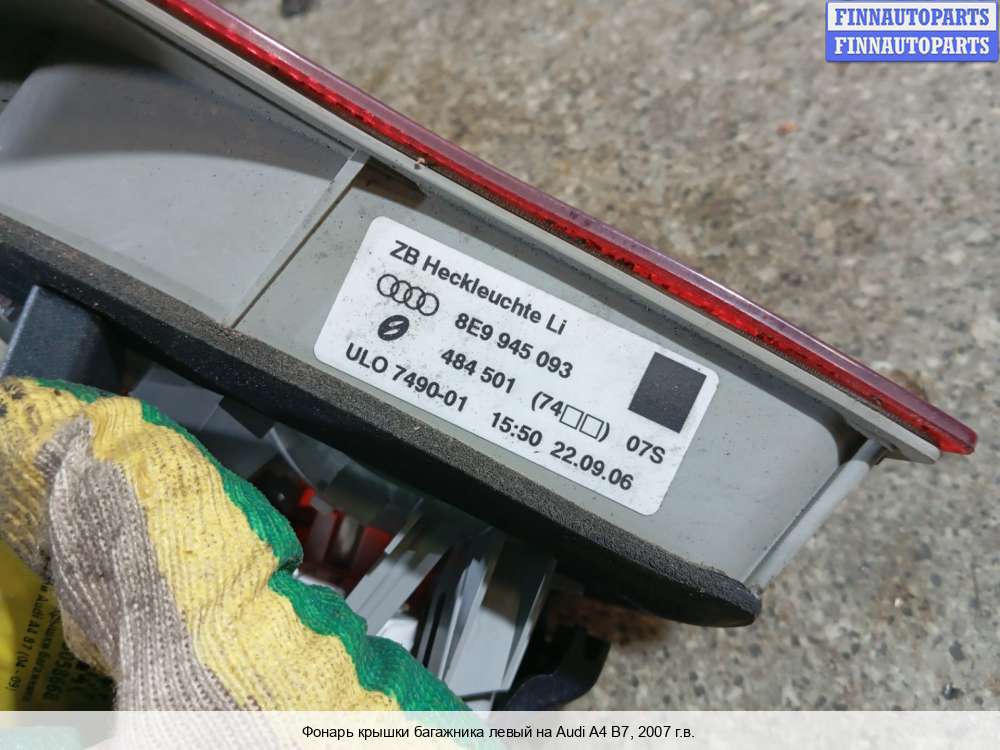 FINNAUTOPARTS
FINNAUTOPARTS
ZB Heckleuchte Li
8E9 945 093
484 501 (74□□) 07S
ULO 7490-01 15:50 22.09.06
Фонарь крышки багажника левый на Audi A4 B7, 2007 г.в.